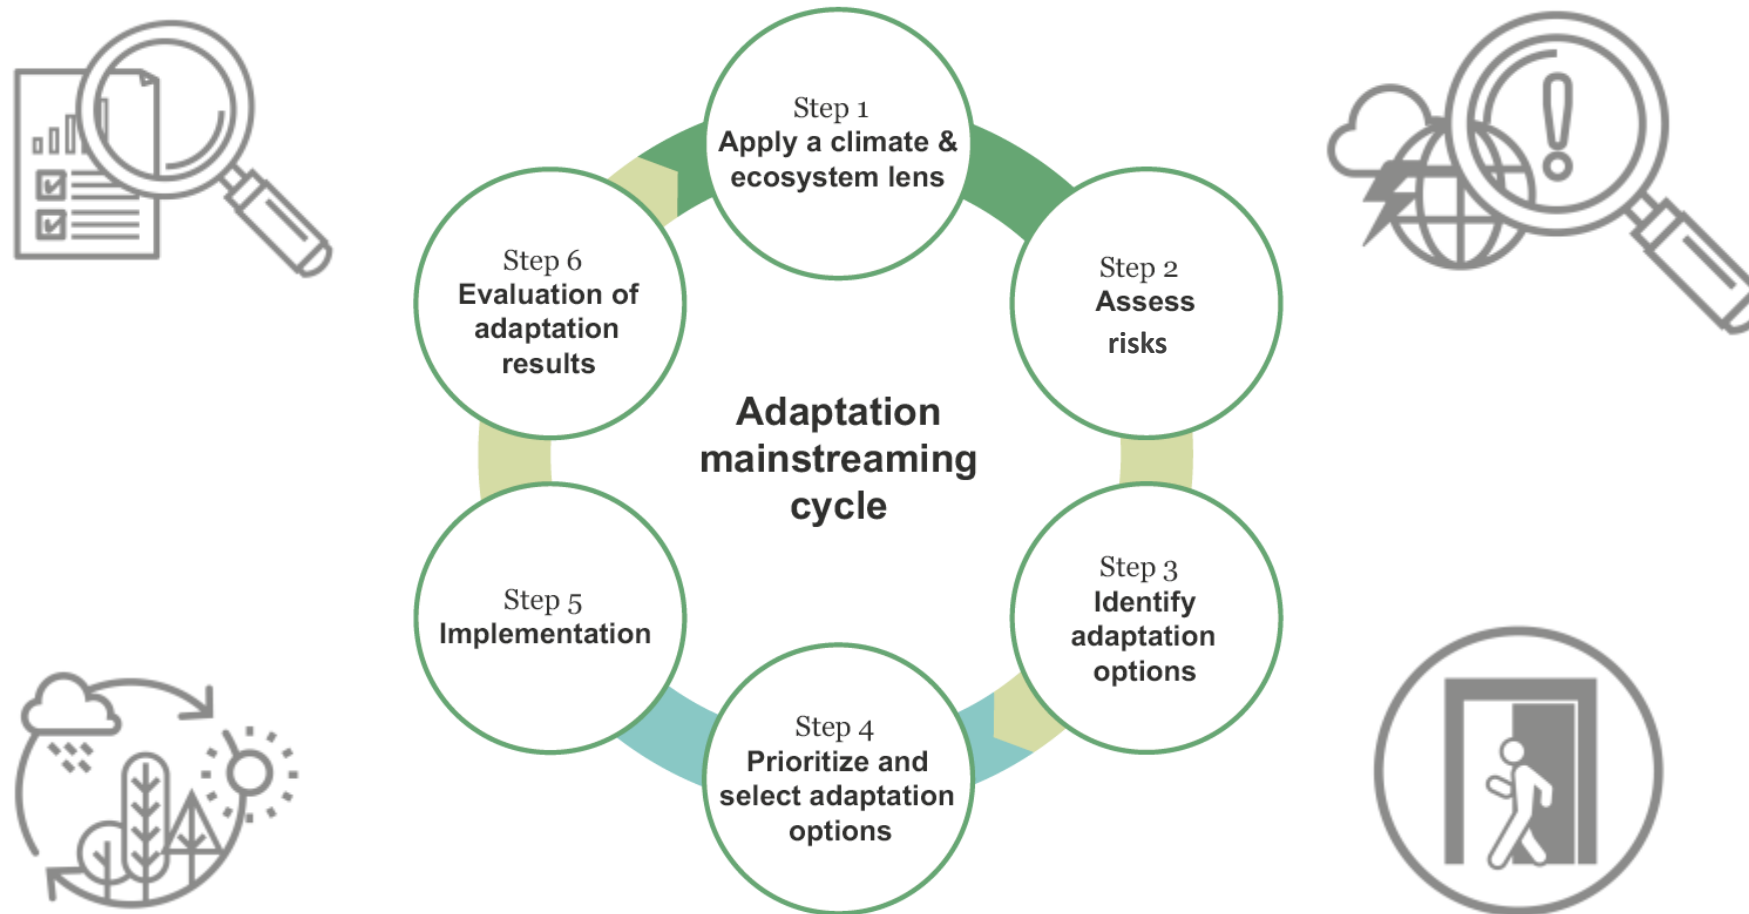 Step 1
Apply a climate &
ecosystem lens
Step 2
Assess
risks
Step 3
Identify
adaptation
options
Step 4
Prioritize and
select adaptation
options
Step 5
Implementation
Step 6
Evaluation of
adaptation
results
Adaptation
mainstreaming
cycle